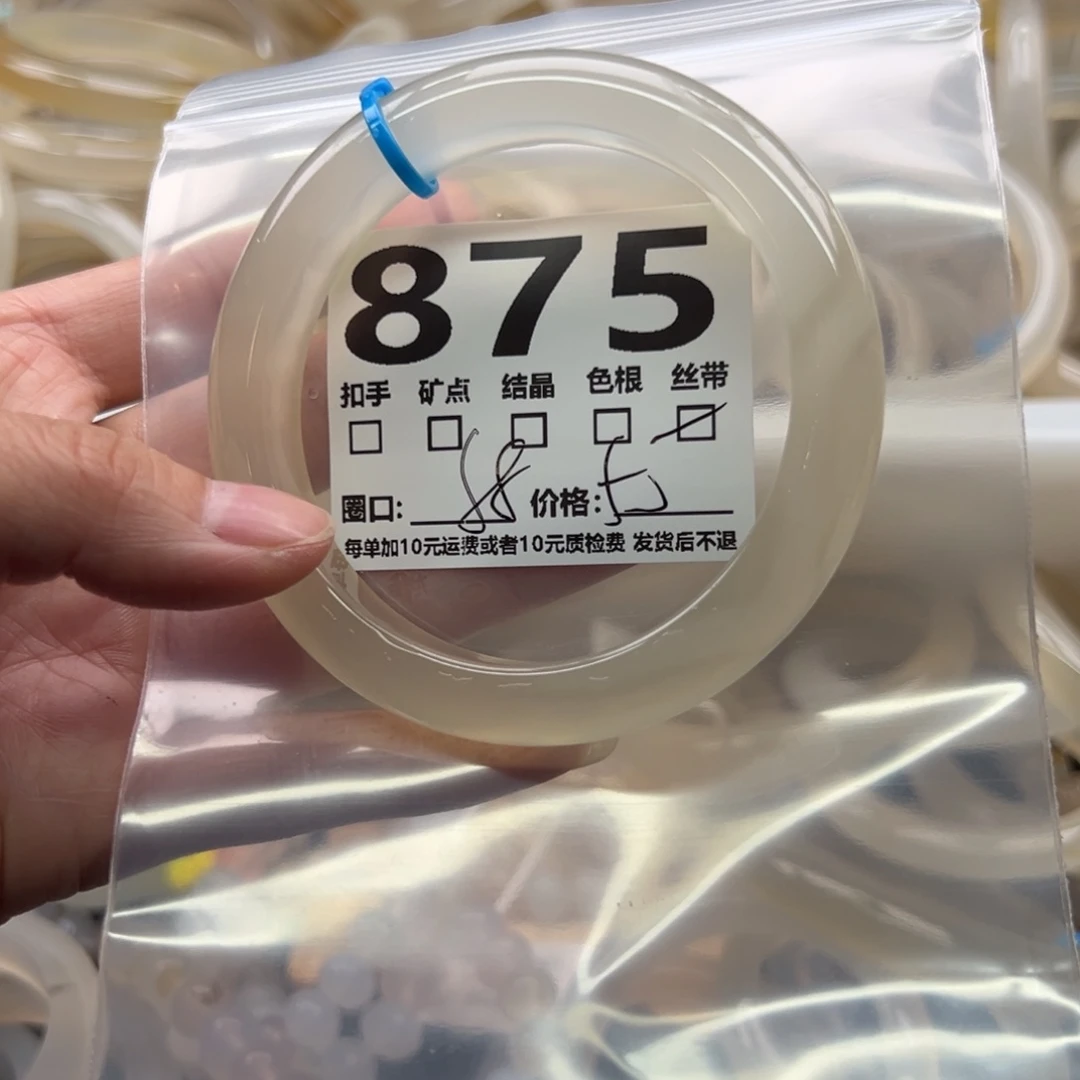 875
扣手 矿点 结晶 色根 丝带
圈口: 58 价格:
每单加10元运费或者10元质检费 发货后不退